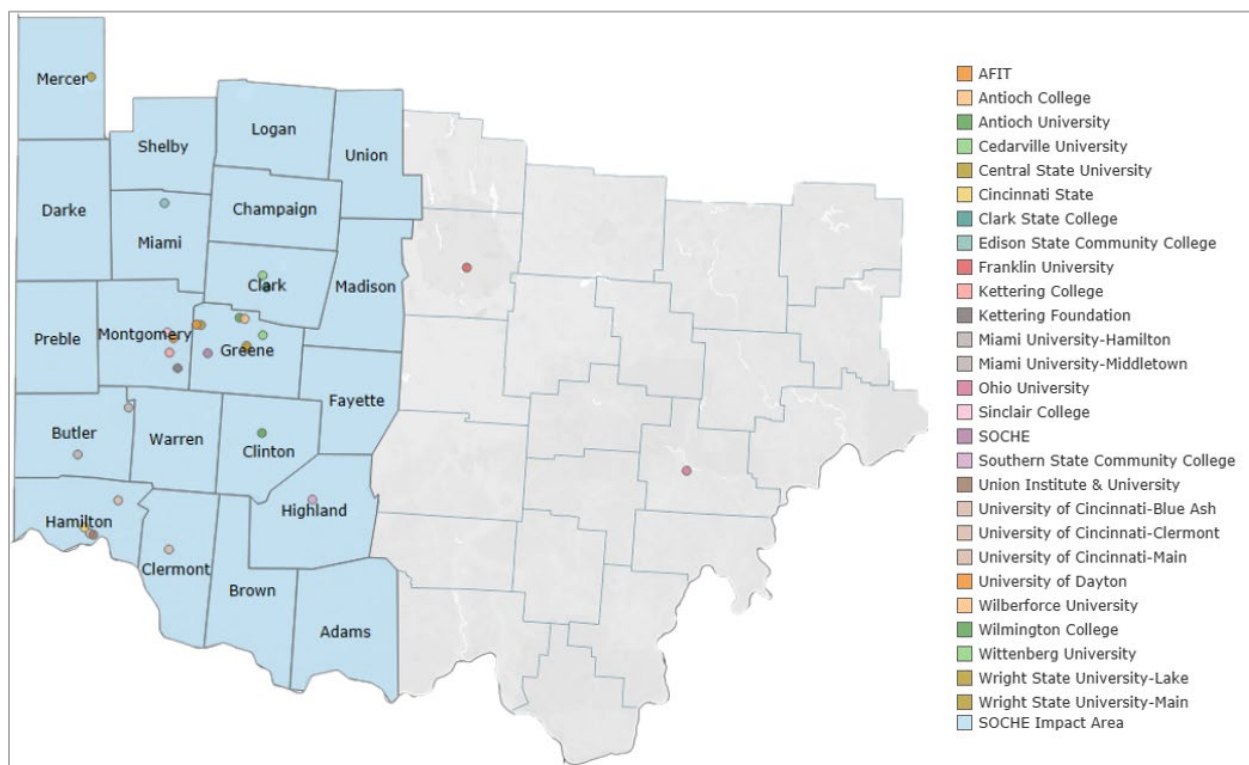 Mercer
Shelby
Logan
Union
Darke
Miami
Champaign
Clark
Madison
Preble
Montgomery
Greene
Fayette
Butler
Warren
Clinton
Highland
Hamilton
Clermont
Brown
Adams
AFIT
Antioch College
Antioch University
Cedarville University
Central State University
Cincinnati State
Clark State College
Edison State Community College
Franklin University
Kettering College
Kettering Foundation
Miami University-Hamilton
Miami University-Middletown
Ohio University
Sinclair College
SOCHE
Southern State Community College
Union Institute & University
University of Cincinnati-Blue Ash
University of Cincinnati-Clermont
University of Cincinnati-Main
University of Dayton
Wilberforce University
Wilmington College
Wittenberg University
Wright State University-Lake
Wright State University-Main
SOCHE Impact Area